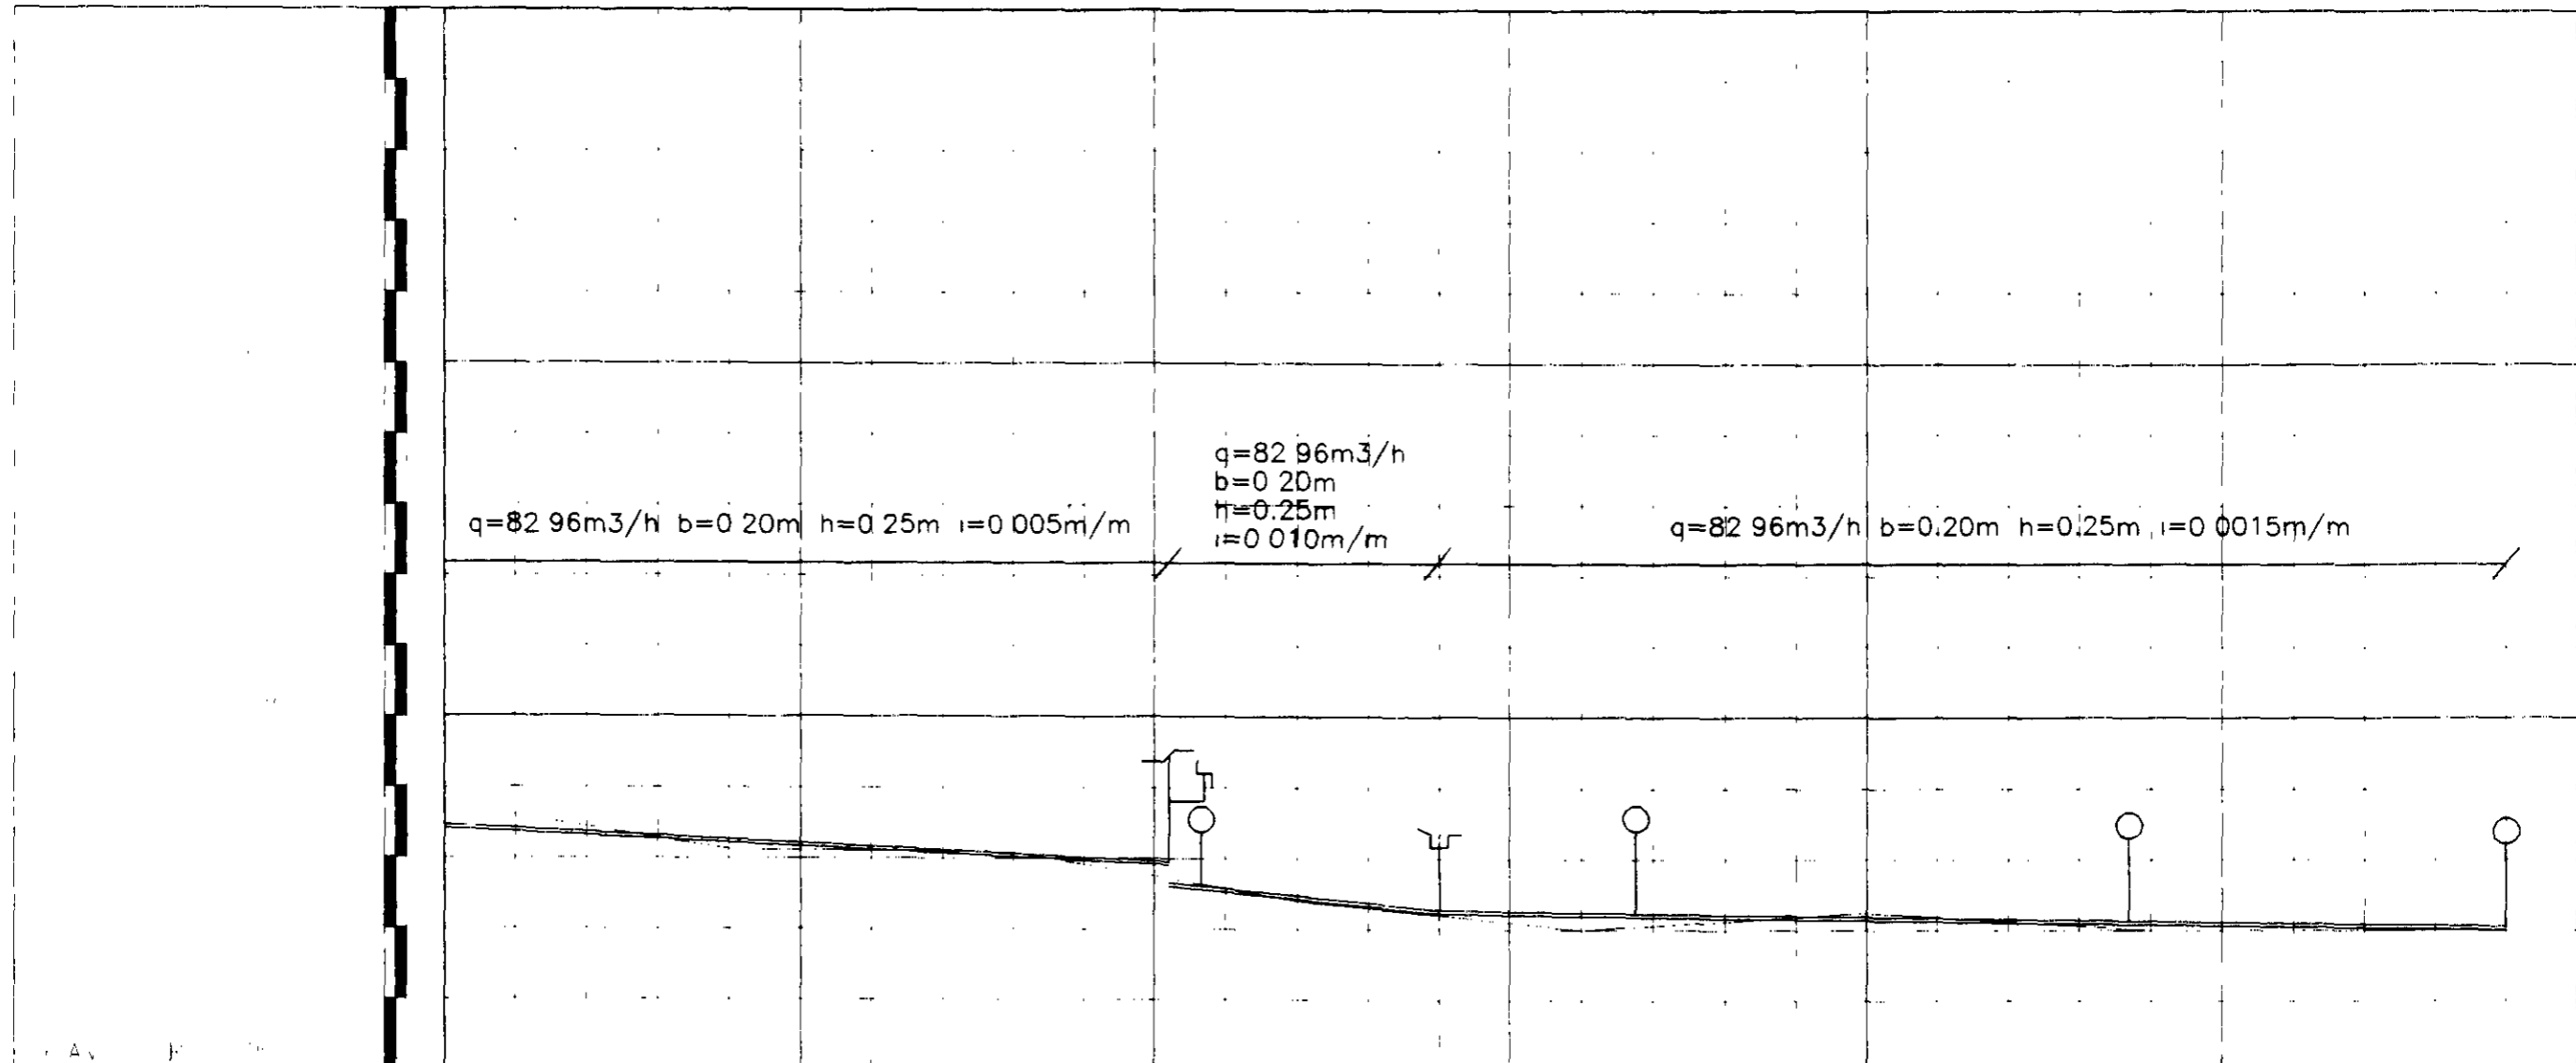 q=82 96m3/h b=0 20m h=0 25m i=0 005m/m
q=82 96m3/h
b=0 20m
h=0.25m
i=0 010m/m
q=82 96m3/h b=0.20m h=0.25m i=0 0015m/m